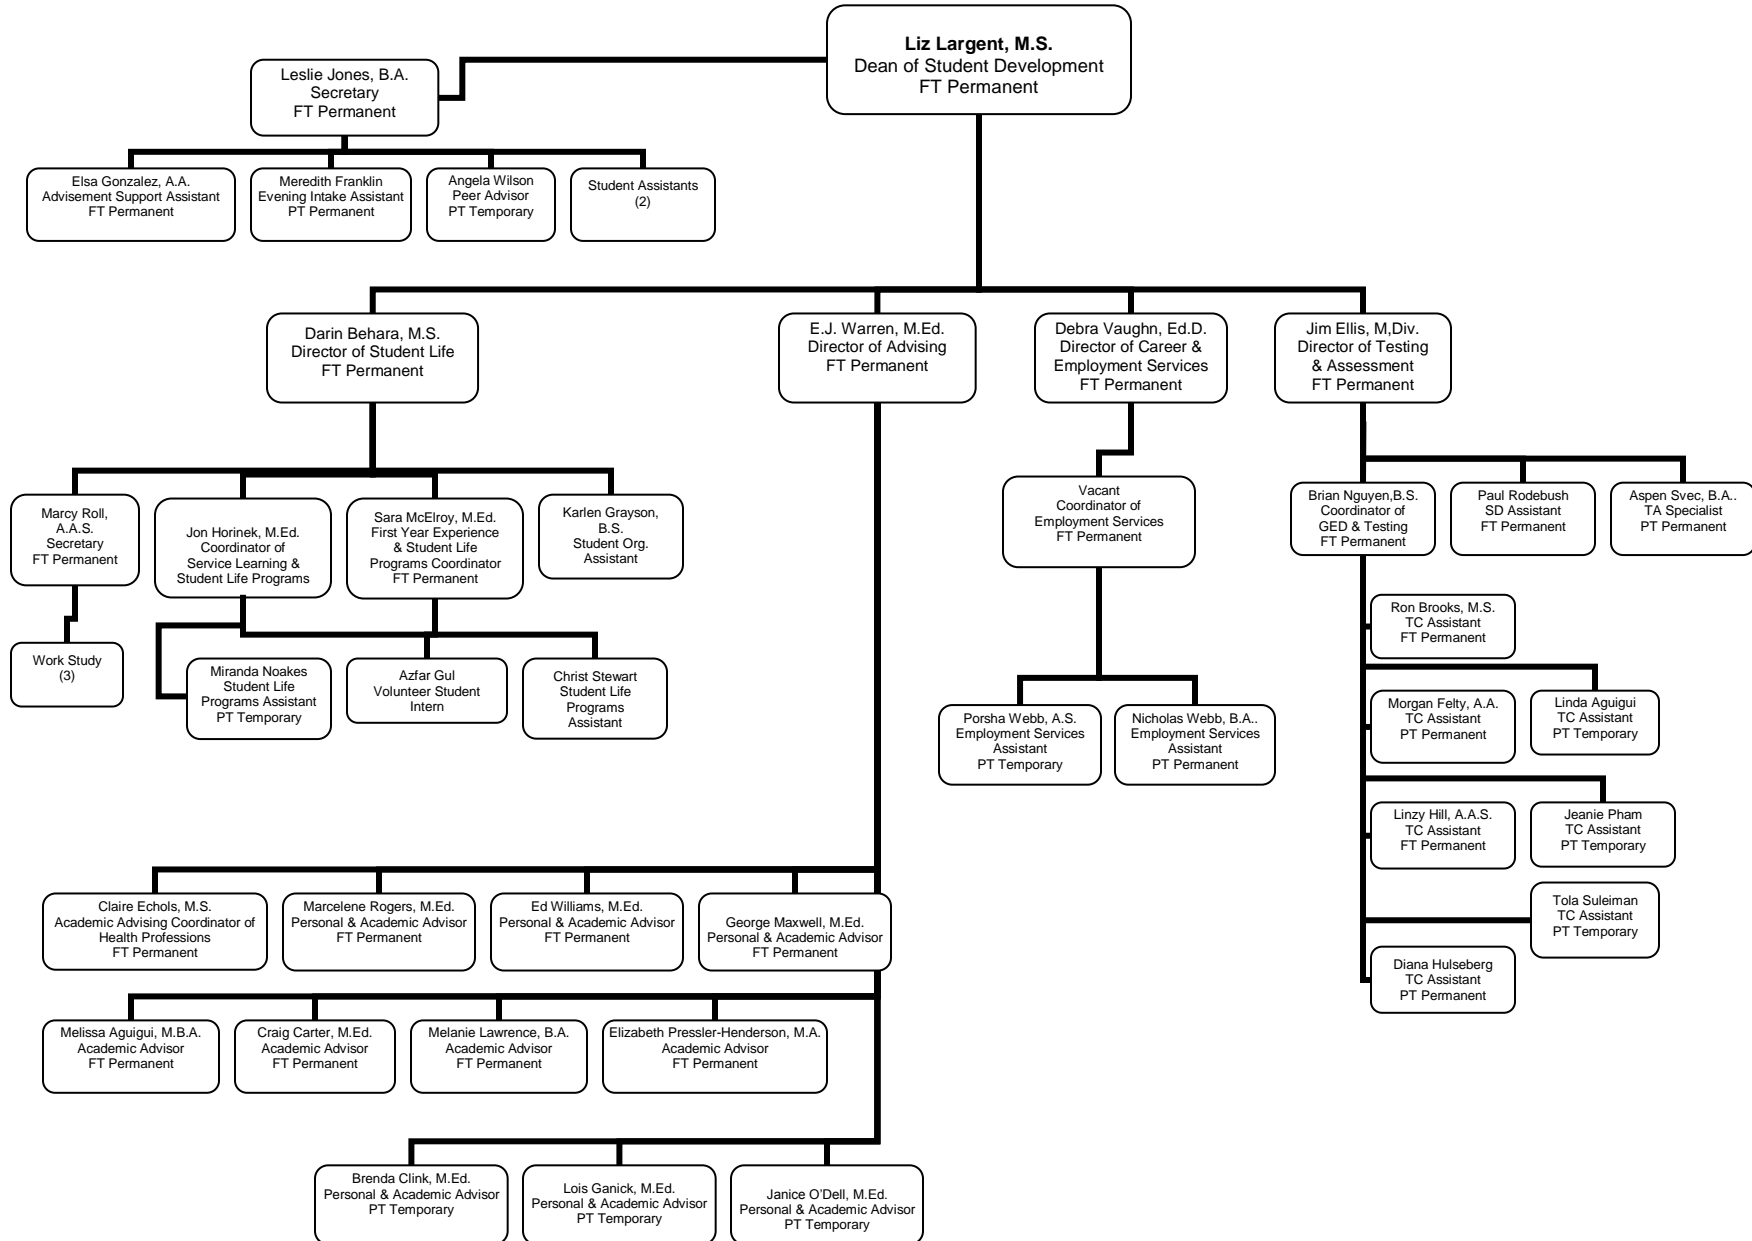 Liz Largent, M.S.
Dean of Student Development
FT Permanent
Leslie Jones, B.A.
Secretary
FT Permanent
Elsa Gonzalez, A.A.
Advisement Support Assistant
FT Permanent
Meredith Franklin
Evening Intake Assistant
PT Permanent
Angela Wilson
Peer Advisor
PT Temporary
Student Assistants
(2)
Darin Behara, M.S.
Director of Student Life
FT Permanent
E.J. Warren, M.Ed.
Director of Advising
FT Permanent
Debra Vaughn, Ed.D.
Director of Career &
Employment Services
FT Permanent
Jim Ellis, M,Div.
Director of Testing
& Assessment
FT Permanent
Marcy Roll,
A.A.S.
Secretary
FT Permanent
Jon Horinek, M.Ed.
Coordinator of
Service Learning &
Student Life Programs
Sara McElroy, M.Ed.
First Year Experience
& Student Life
Programs Coordinator
FT Permanent
Karlen Grayson,
B.S.
Student Org.
Assistant
Vacant
Coordinator of
Employment Services
FT Permanent
Brian Nguyen,B.S.
Coordinator of
GED & Testing
FT Permanent
Paul Rodebush
SD Assistant
FT Permanent
Aspen Svec, B.A..
TA Specialist
PT Permanent
Work Study
(3)
Miranda Noakes
Student Life
Programs Assistant
PT Temporary
Azfar Gul
Volunteer Student
Intern
Christ Stewart
Student Life
Programs
Assistant
Porsha Webb, A.S.
Employment Services
Assistant
PT Temporary
Nicholas Webb, B.A..
Employment Services
Assistant
PT Permanent
Ron Brooks, M.S.
TC Assistant
FT Permanent
Morgan Felty, A.A.
TC Assistant
PT Permanent
Linda Aguigui
TC Assistant
PT Temporary
Linzy Hill, A.A.S.
TC Assistant
FT Permanent
Jeanie Pham
TC Assistant
PT Temporary
Tola Suleiman
TC Assistant
PT Temporary
Diana Hulseberg
TC Assistant
PT Permanent
Claire Echols, M.S.
Academic Advising Coordinator of
Health Professions
FT Permanent
Marcelene Rogers, M.Ed.
Personal & Academic Advisor
FT Permanent
Ed Williams, M.Ed.
Personal & Academic Advisor
FT Permanent
George Maxwell, M.Ed.
Personal & Academic Advisor
FT Permanent
Melissa Aguigui, M.B.A.
Academic Advisor
FT Permanent
Craig Carter, M.Ed.
Academic Advisor
FT Permanent
Melanie Lawrence, B.A.
Academic Advisor
FT Permanent
Elizabeth Pressler-Henderson, M.A.
Academic Advisor
FT Permanent
Brenda Clink, M.Ed.
Personal & Academic Advisor
PT Temporary
Lois Ganick, M.Ed.
Personal & Academic Advisor
PT Temporary
Janice O'Dell, M.Ed.
Personal & Academic Advisor
PT Temporary